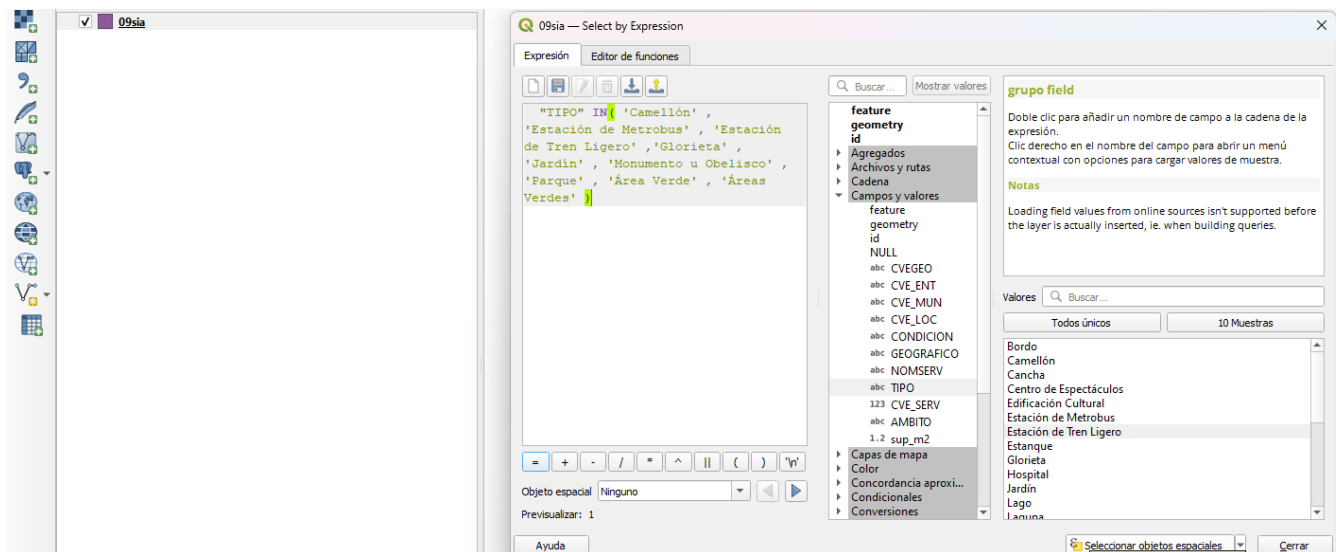 09sia
09sia — Select by Expression
Expresión
Editor de funciones
"TIPO" IN( 'Camellón' ,
'Estación de Metrobus' , 'Estación
de Tren Ligero' ,'Glorieta' ,
'Jardín' , 'Monumento u Obelisco' ,
'Parque' , 'Área Verde' , 'Áreas
Verdes' )
= + - / * ^ || ( ) '\n'
Objeto espacial Ninguno
Previsualizar: 1
Ayuda
Buscar...
Mostrar valores
feature
geometry
id
Agregados
Archivos y rutas
Cadena
Campos y valores
feature
geometry
id
NULL
abc CVEGEO
abc CVE_ENT
abc CVE_MUN
abc CVE_LOC
abc CONDICION
abc GEOGRAFICO
abc NOMSERV
abc TIPO
123 CVE_SERV
abc AMBITO
1.2 sup_m2
Capas de mapa
Color
Concordancia aproxi...
Condicionales
Conversiones
grupo field
Doble clic para añadir un nombre de campo a la cadena de la
expresión.
Clic derecho en el nombre del campo para abrir un menú
contextual con opciones para cargar valores de muestra.
Notas
Loading field values from online sources isn't supported before
the layer is actually inserted, ie. when building queries.
Valores
Buscar...
Todos únicos
10 Muestras
Bordo
Camellón
Cancha
Centro de Espectáculos
Edificación Cultural
Estación de Metrobus
Estación de Tren Ligero
Estanque
Glorieta
Hospital
Jardín
Lago
Laguna
Seleccionar objetos espaciales
Cerrar